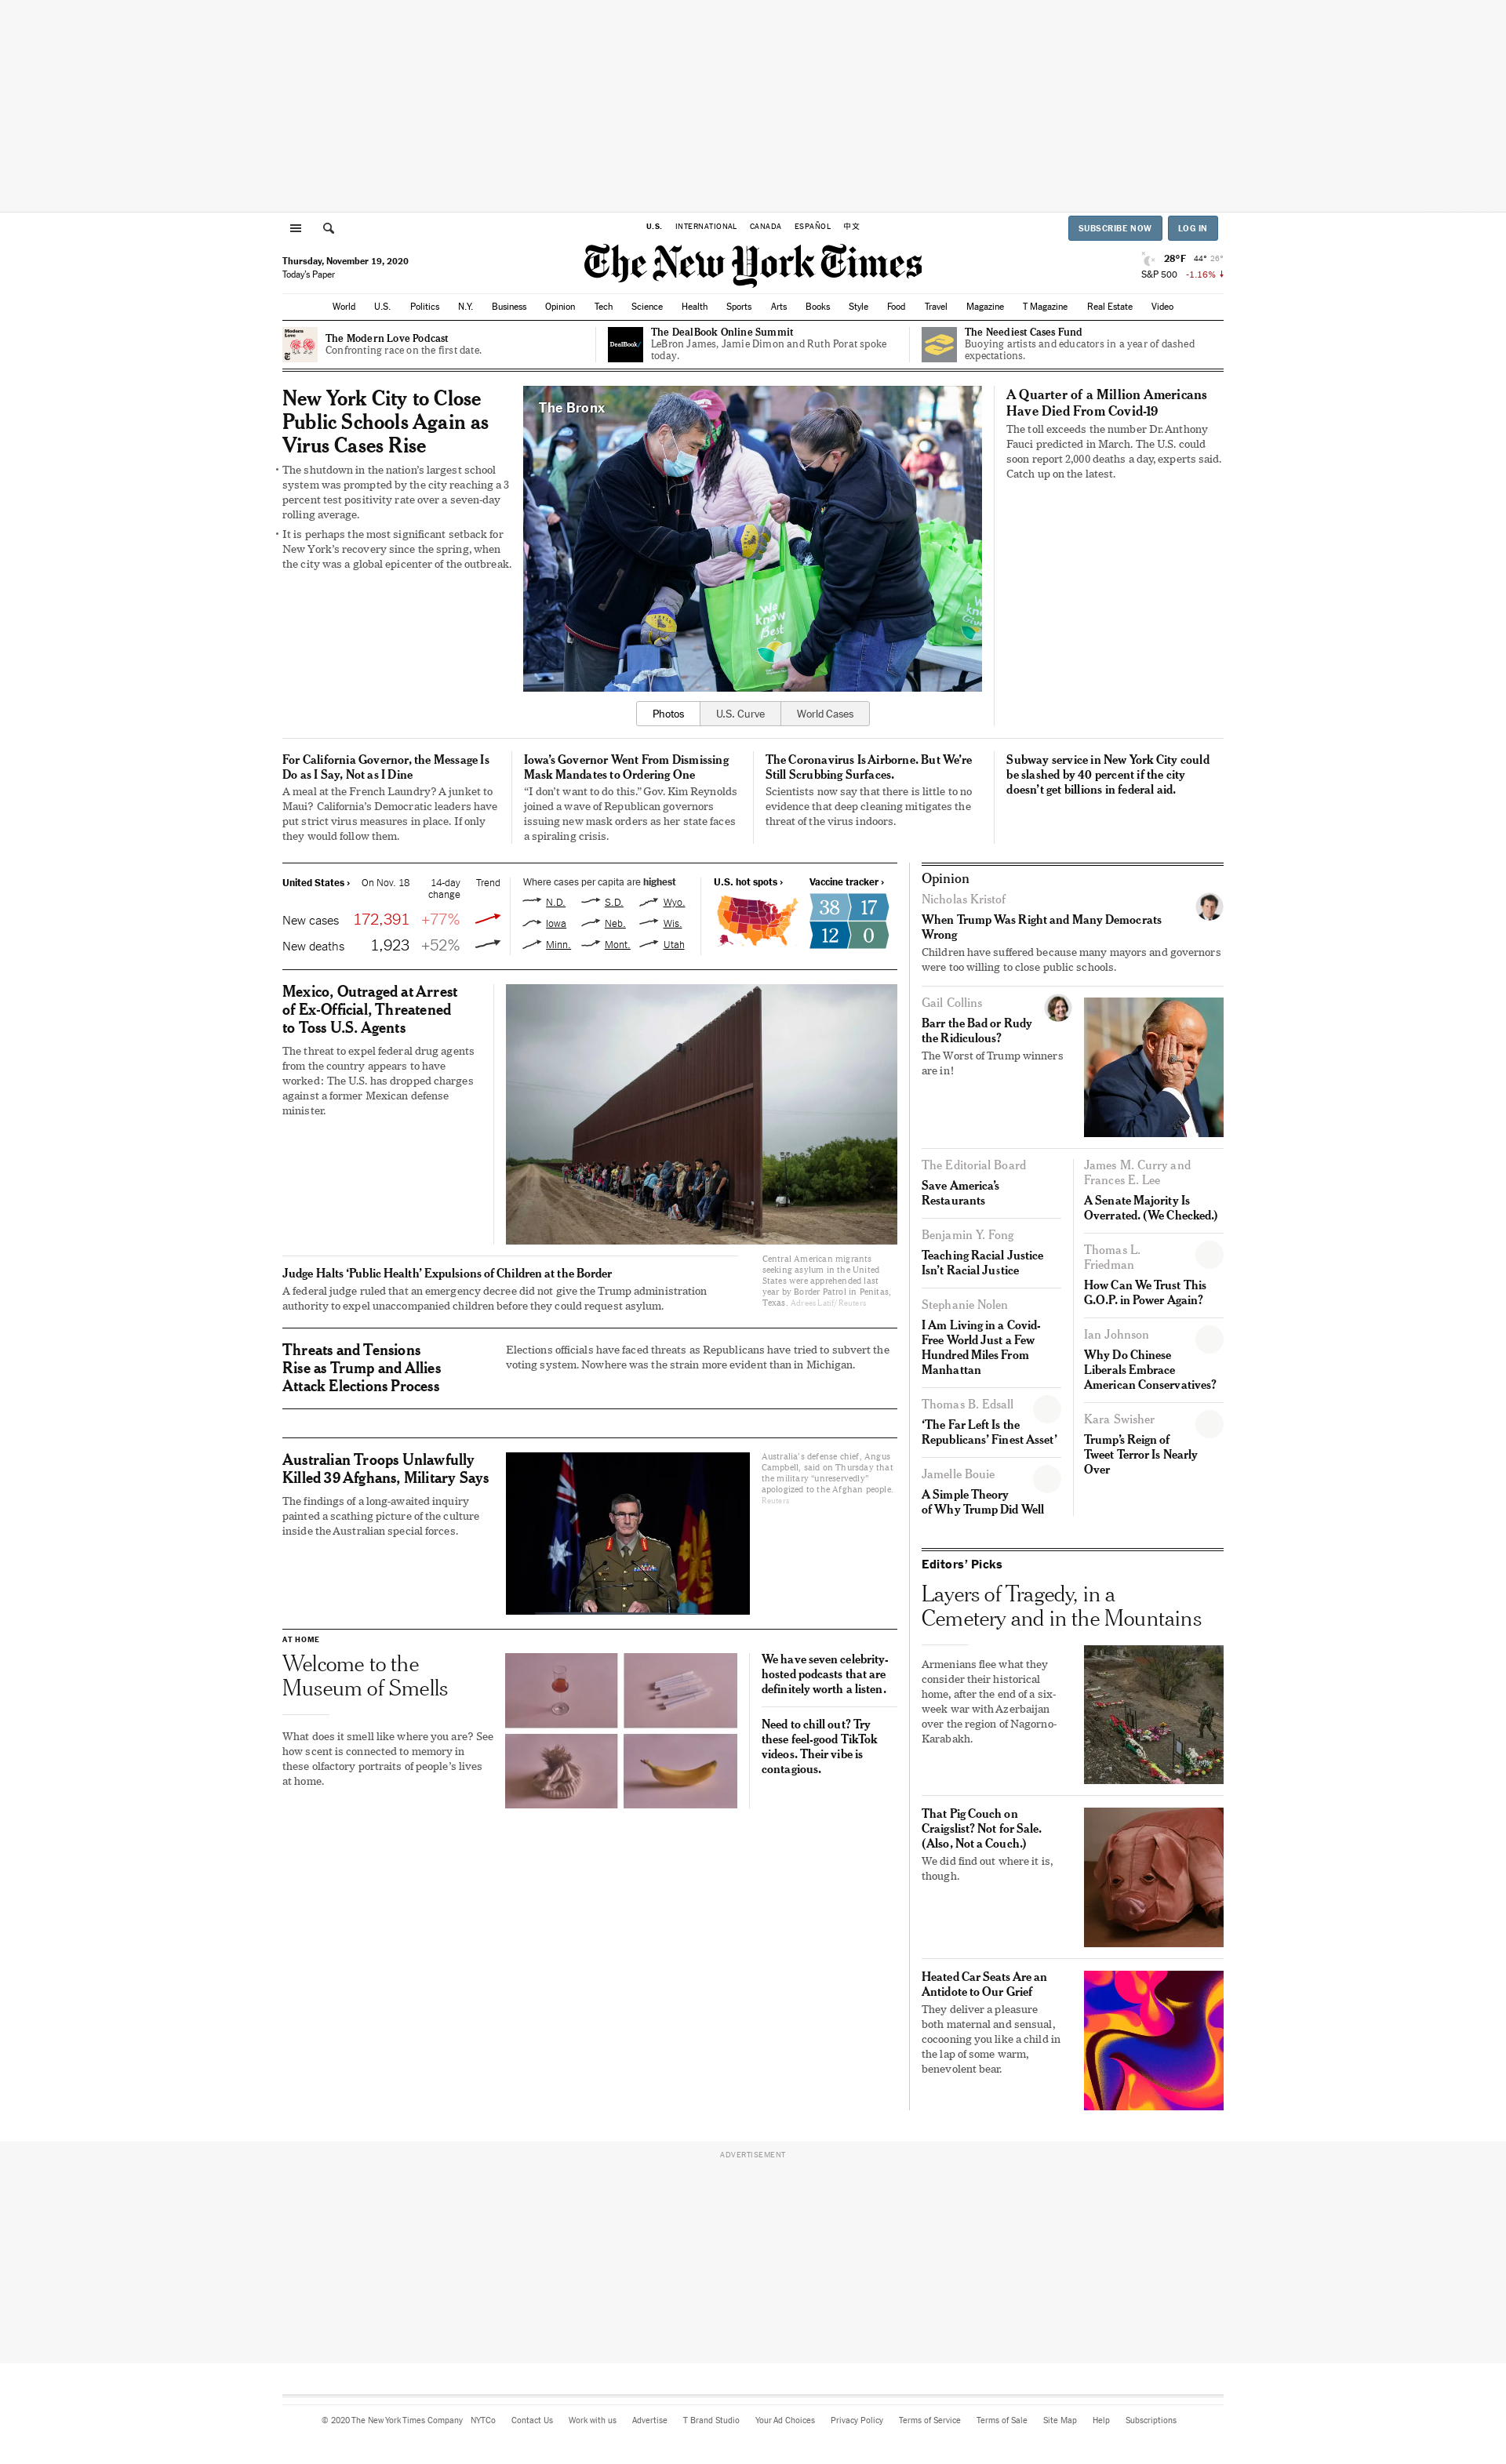 U.S. INTERNATIONAL CANADA ESPAÑOL 中文
SUBSCRIBE NOW LOG IN
Thursday, November 19, 2020
Today's Paper
The New York Times
28°F 44° 26°
S&P 500 -1.16% ↓
World U.S. Politics N.Y. Business Opinion Tech Science Health Sports Arts Books Style Food Travel Magazine T Magazine Real Estate Video
Modern
Love
The Modern Love Podcast
Confronting race on the first date.
DealBook/
The DealBook Online Summit
LeBron James, Jamie Dimon and Ruth Porat spoke
today.
The Neediest Cases Fund
Buoying artists and educators in a year of dashed
expectations.
New York City to Close
Public Schools Again as
Virus Cases Rise
• The shutdown in the nation's largest school
system was prompted by the city reaching a 3
percent test positivity rate over a seven-day
rolling average.
• It is perhaps the most significant setback for
New York's recovery since the spring, when
the city was a global epicenter of the outbreak.
The Bronx
We
know
Best
Photos U.S. Curve World Cases
A Quarter of a Million Americans
Have Died From Covid-19
The toll exceeds the number Dr. Anthony
Fauci predicted in March. The U.S. could
soon report 2,000 deaths a day, experts said.
Catch up on the latest.
For California Governor, the Message Is
Do as I Say, Not as I Dine
A meal at the French Laundry? A junket to
Maui? California's Democratic leaders have
put strict virus measures in place. If only
they would follow them.
Iowa's Governor Went From Dismissing
Mask Mandates to Ordering One
“I don't want to do this.” Gov. Kim Reynolds
joined a wave of Republican governors
issuing new mask orders as her state faces
a spiraling crisis.
The Coronavirus Is Airborne. But We're
Still Scrubbing Surfaces.
Scientists now say that there is little to no
evidence that deep cleaning mitigates the
threat of the virus indoors.
Subway service in New York City could
be slashed by 40 percent if the city
doesn't get billions in federal aid.
United States › On Nov. 18 14-day
change Trend
New cases 172,391 +77%
New deaths 1,923 +52%
Where cases per capita are highest
N.D. S.D. Wyo.
Iowa Neb. Wis.
Minn. Mont. Utah
U.S. hot spots ›
Vaccine tracker ›
38 17
12 0
Mexico, Outraged at Arrest
of Ex-Official, Threatened
to Toss U.S. Agents
The threat to expel federal drug agents
from the country appears to have
worked: The U.S. has dropped charges
against a former Mexican defense
minister.
Judge Halts ‘Public Health’ Expulsions of Children at the Border
A federal judge ruled that an emergency decree did not give the Trump administration
authority to expel unaccompanied children before they could request asylum.
Central American migrants
seeking asylum in the United
States were apprehended last
year by Border Patrol in Penitas,
Texas. Adrees Latif/Reuters
Threats and Tensions
Rise as Trump and Allies
Attack Elections Process
Elections officials have faced threats as Republicans have tried to subvert the
voting system. Nowhere was the strain more evident than in Michigan.
Australian Troops Unlawfully
Killed 39 Afghans, Military Says
The findings of a long-awaited inquiry
painted a scathing picture of the culture
inside the Australian special forces.
Australia's defense chief, Angus
Campbell, said on Thursday that
the military “unreservedly”
apologized to the Afghan people.
Reuters
AT HOME
Welcome to the
Museum of Smells
What does it smell like where you are? See
how scent is connected to memory in
these olfactory portraits of people's lives
at home.
We have seven celebrity-
hosted podcasts that are
definitely worth a listen.
Need to chill out? Try
these feel-good TikTok
videos. Their vibe is
contagious.
Opinion
Nicholas Kristof
When Trump Was Right and Many Democrats
Wrong
Children have suffered because many mayors and governors
were too willing to close public schools.
Gail Collins
Barr the Bad or Rudy
the Ridiculous?
The Worst of Trump winners
are in!
The Editorial Board
Save America's
Restaurants
Benjamin Y. Fong
Teaching Racial Justice
Isn't Racial Justice
Stephanie Nolen
I Am Living in a Covid-
Free World Just a Few
Hundred Miles From
Manhattan
Thomas B. Edsall
‘The Far Left Is the
Republicans’ Finest Asset’
Jamelle Bouie
A Simple Theory
of Why Trump Did Well
James M. Curry and
Frances E. Lee
A Senate Majority Is
Overrated. (We Checked.)
Thomas L.
Friedman
How Can We Trust This
G.O.P. in Power Again?
Ian Johnson
Why Do Chinese
Liberals Embrace
American Conservatives?
Kara Swisher
Trump's Reign of
Tweet Terror Is Nearly
Over
Editors' Picks
Layers of Tragedy, in a
Cemetery and in the Mountains
Armenians flee what they
consider their historical
home, after the end of a six-
week war with Azerbaijan
over the region of Nagorno-
Karabakh.
That Pig Couch on
Craigslist? Not for Sale.
(Also, Not a Couch.)
We did find out where it is,
though.
Heated Car Seats Are an
Antidote to Our Grief
They deliver a pleasure
both maternal and sensual,
cocooning you like a child in
the lap of some warm,
benevolent bear.
ADVERTISEMENT
© 2020 The New York Times Company NYTCo Contact Us Work with us Advertise T Brand Studio Your Ad Choices Privacy Policy Terms of Service Terms of Sale Site Map Help Subscriptions